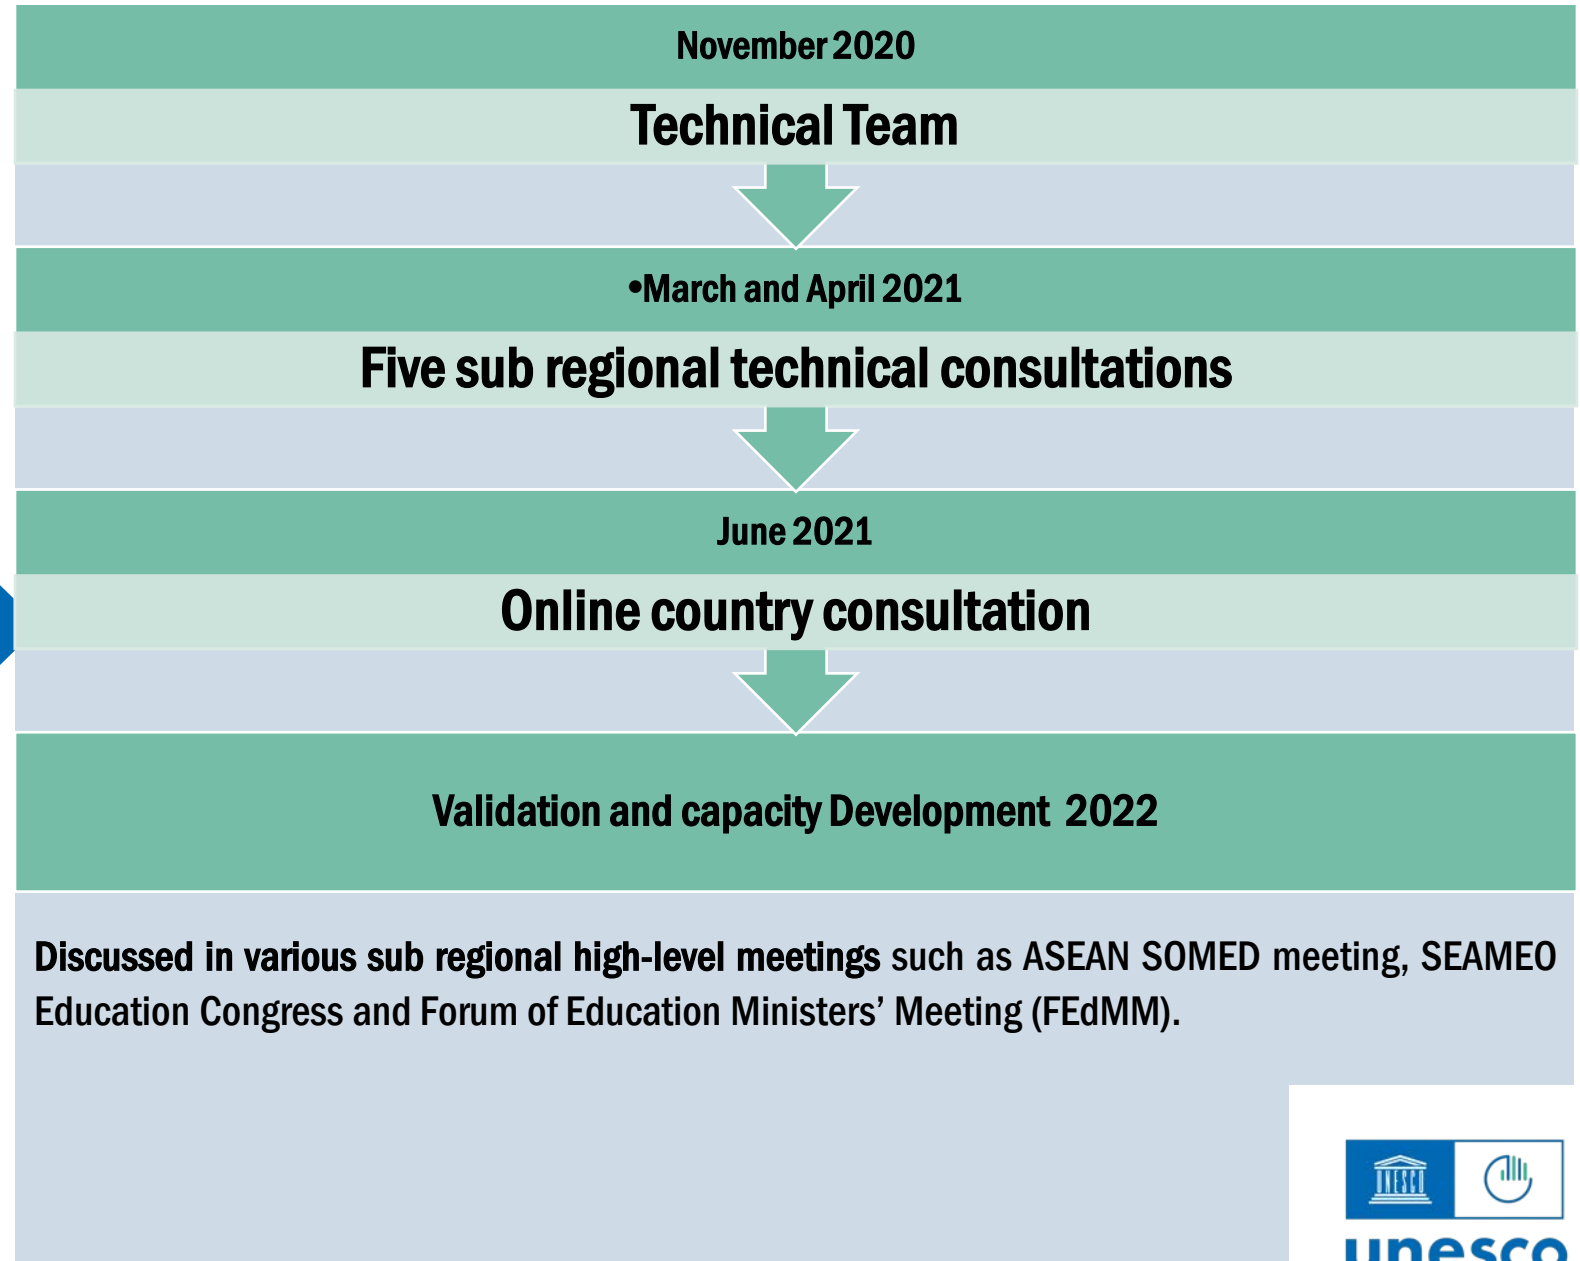 November 2020
Technical Team
•March and April 2021
Five sub regional technical consultations
June 2021
Online country consultation
Validation and capacity Development 2022
Discussed in various sub regional high-level meetings such as ASEAN SOMED meeting, SEAMEO
Education Congress and Forum of Education Ministers’ Meeting (FEdMM).
UNESCO
unesco